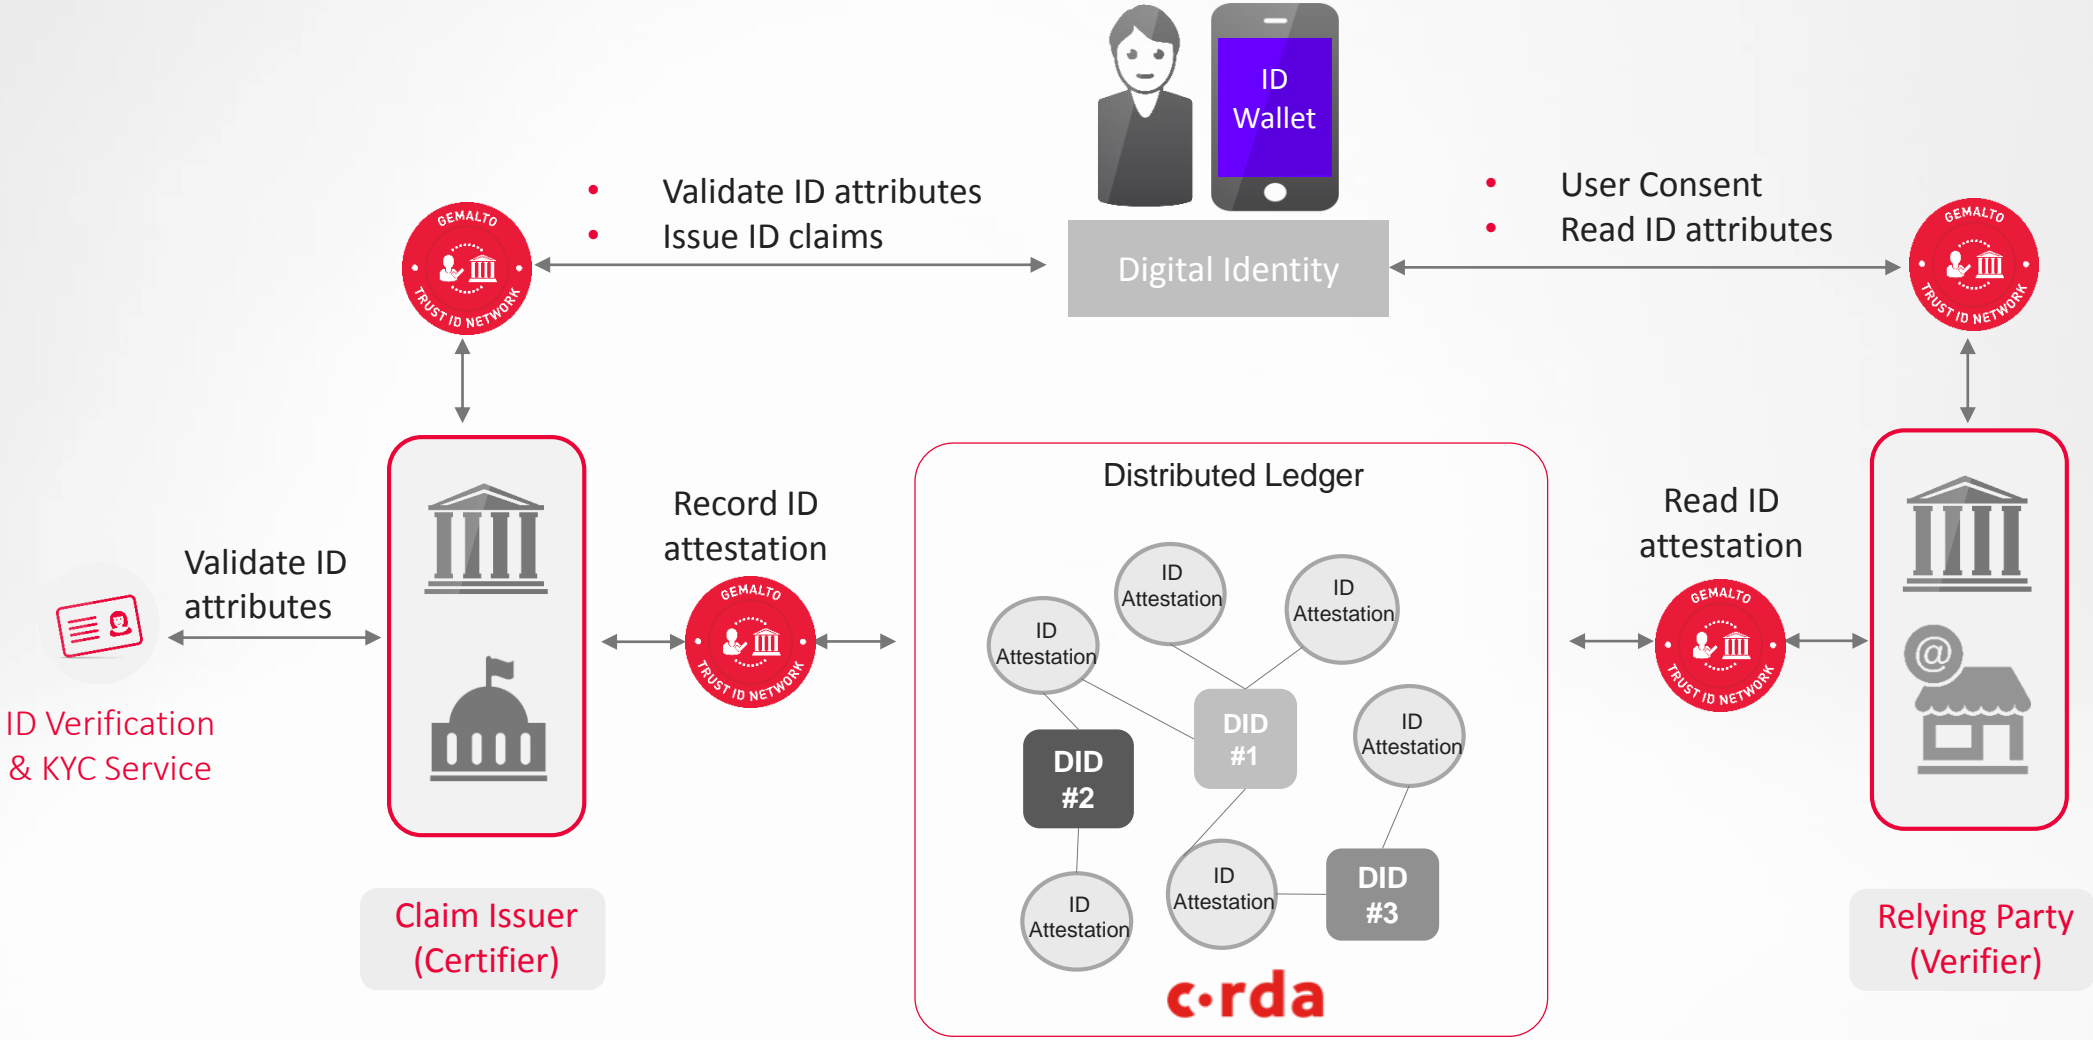 ID
Wallet
• Validate ID attributes
• Issue ID claims
• User Consent
• Read ID attributes
GEMALTO
TRUST ID NETWORK
Digital Identity
GEMALTO
TRUST ID NETWORK
Distributed Ledger
Record ID
attestation
Read ID
attestation
Validate ID
attributes
GEMALTO
TRUST ID NETWORK
GEMALTO
TRUST ID NETWORK
@
ID
Attestation
ID
Attestation
ID
Attestation
ID
Attestation
DID
#1
DID
#2
ID
Attestation
DID
#3
ID
Attestation
ID Verification
& KYC Service
Claim Issuer
(Certifier)
Relying Party
(Verifier)
c·rda